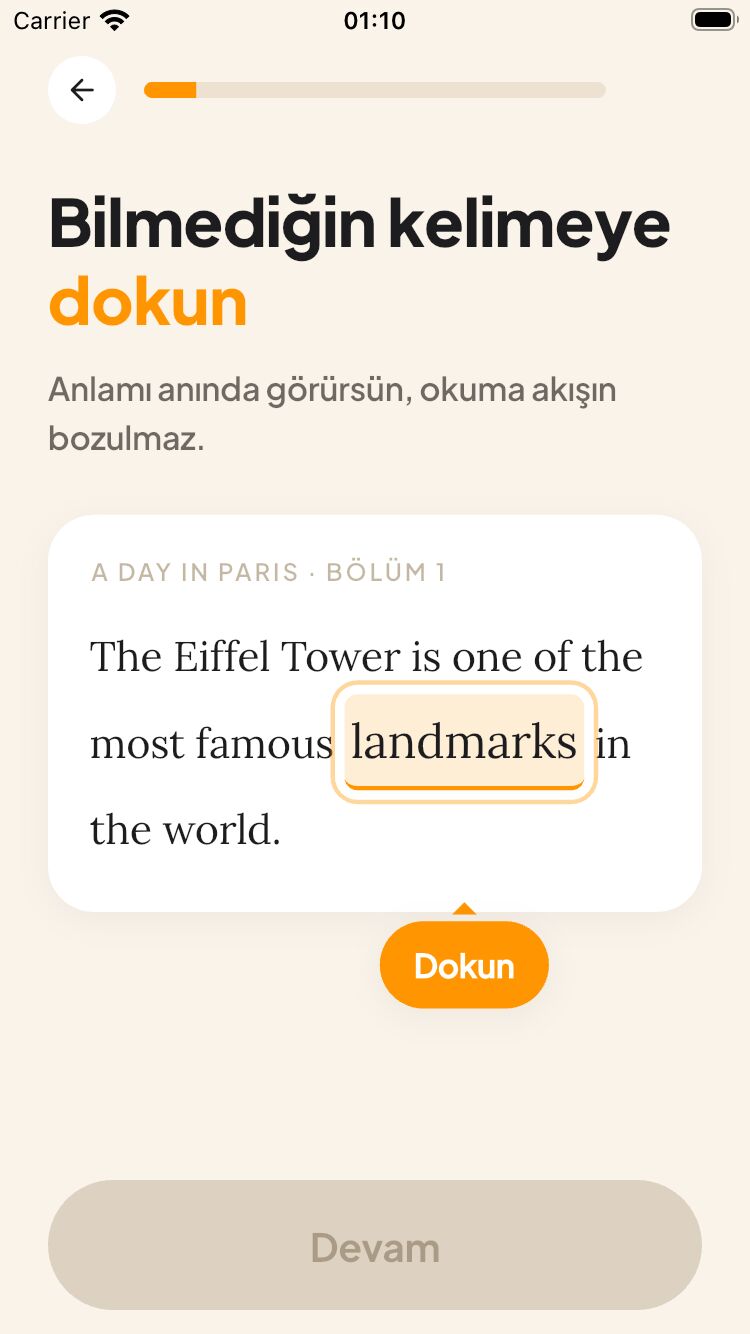 Carrier 01:10
Bilmediğin kelimeye
dokun
Anlamı anında görürsün, okuma akışın
bozulmaz.
A DAY IN PARIS · BÖLÜM 1
The Eiffel Tower is one of the
most famous landmarks in
the world.
Dokun
Devam